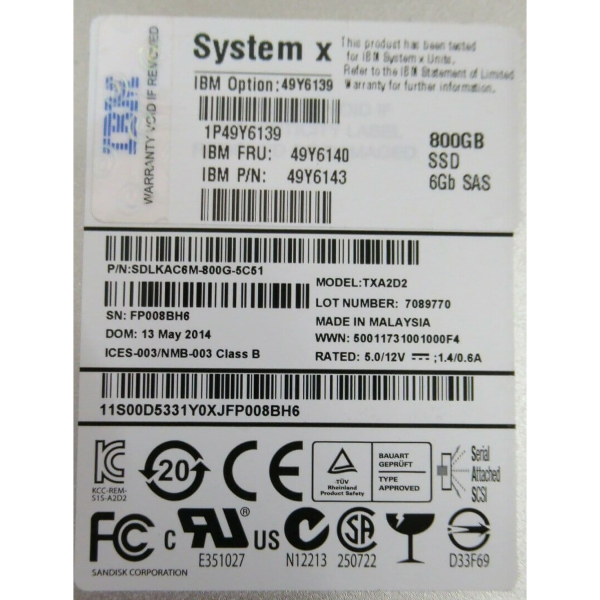 System x
This product has been tested
for IBM System x Units.
Refer to the IBM Statement of Limited
Warranty for further information.
IBM
WARRANTY VOID IF REMOVED
IBM Option: 49Y6139
1P49Y6139
IBM FRU: 49Y6140
IBM P/N: 49Y6143
800GB
SSD
6Gb SAS
P/N:SDLKAC6M-800G-5C51
SN: FP008BH6
DOM: 13 May 2014
ICES-003/NMB-003 Class B
MODEL:TXA2D2
LOT NUMBER: 7089770
MADE IN MALAYSIA
WWN: 50011731001000F4
RATED: 5.0/12V ⎓ ;1.4/0.6A
11S00D5331Y0XJFP008BH6
KCC-REM-
S15-A2D2
20
CE
TÜV
Rheinland
Product Safety
BAUART
GEPRÜFT
TYPE
APPROVED
Serial
Attached
SCSI
FC
SANDISK CORPORATION
C RU ® US
E351027
N12213
SA
250722
D33F69